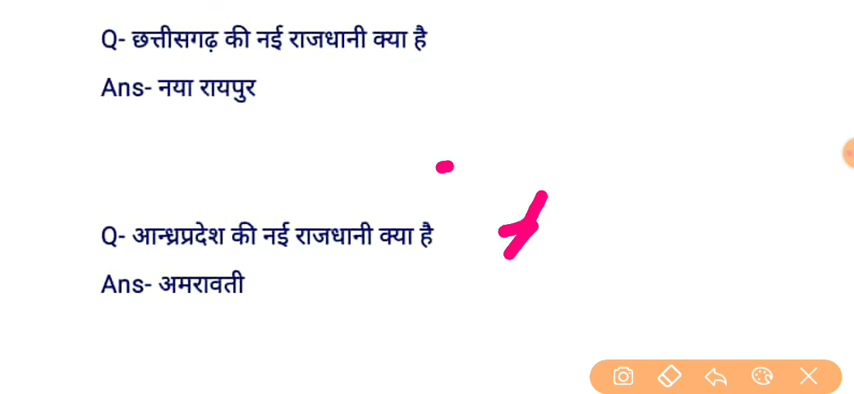 Q- छत्तीसगढ़ की नई राजधानी क्या है
Ans- नया रायपुर
Q- आन्ध्रप्रदेश की नई राजधानी क्या है
Ans- अमरावती